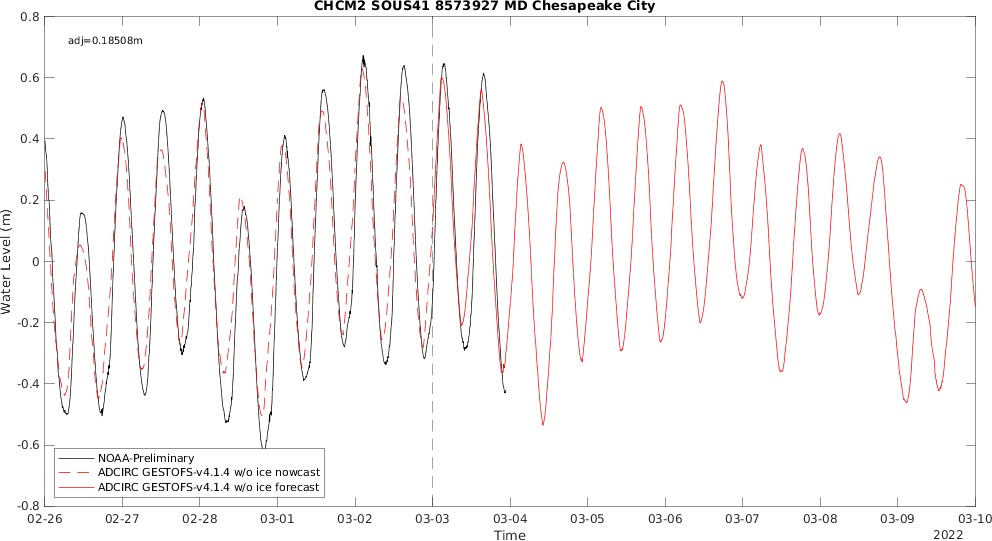 CHCM2 SOUS41 8573927 MD Chesapeake City
adj=0.18508m
0.8
0.6
0.4
0.2
0
-0.2
-0.4
-0.6
-0.8
Water Level (m)
NOAA-Preliminary
ADCIRC GESTOFS-v4.1.4 w/o ice nowcast
ADCIRC GESTOFS-v4.1.4 w/o ice forecast
02-26 02-27 02-28 03-01 03-02 03-03 03-04 03-05 03-06 03-07 03-08 03-09 03-10
Time
2022